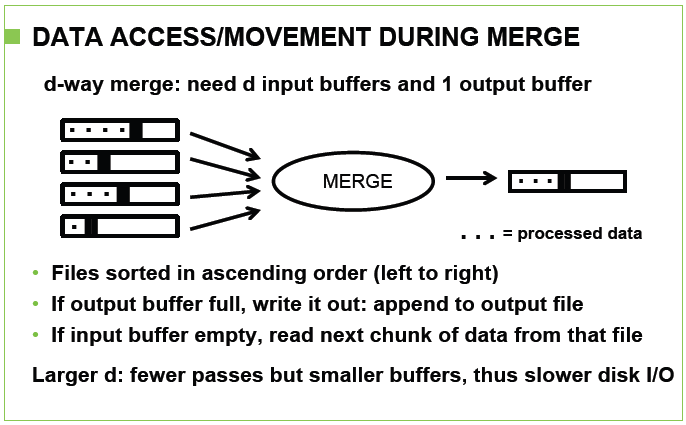 DATA ACCESS/MOVEMENT DURING MERGE
d-way merge: need d input buffers and 1 output buffer
MERGE
. . . = processed data
• Files sorted in ascending order (left to right)
• If output buffer full, write it out: append to output file
• If input buffer empty, read next chunk of data from that file
Larger d: fewer passes but smaller buffers, thus slower disk I/O